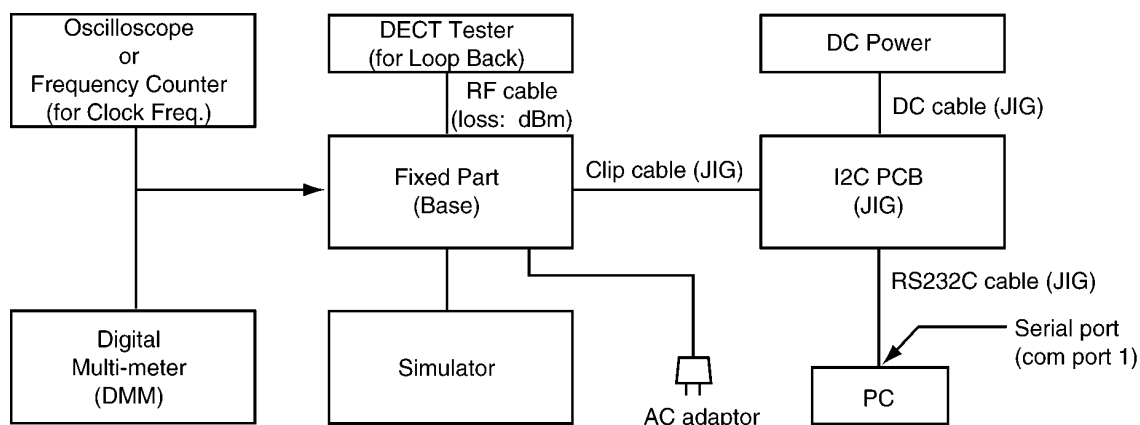 Oscilloscope
or
Frequency Counter
(for Clock Freq.)
DECT Tester
(for Loop Back)
DC Power
RF cable
(loss: dBm)
DC cable (JIG)
Fixed Part
(Base)
Clip cable (JIG)
I2C PCB
(JIG)
RS232C cable (JIG)
Digital
Multi-meter
(DMM)
Simulator
AC adaptor
Serial port
(com port 1)
PC